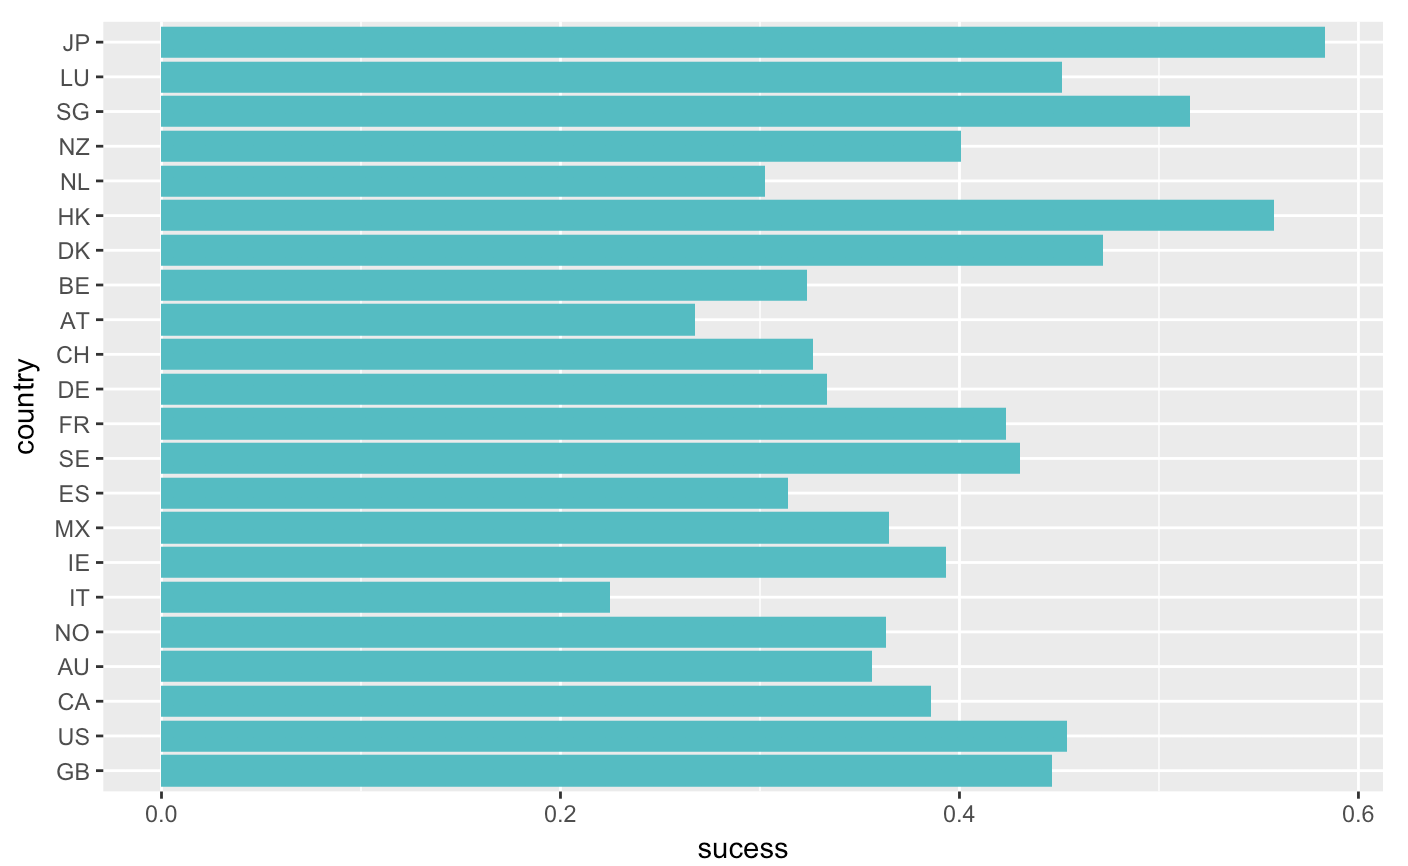 JP
LU
SG
NZ
NL
HK
DK
BE
AT
CH
DE
FR
SE
ES
MX
IE
IT
NO
AU
CA
US
GB
country
0.0 0.2 0.4 0.6
sucess